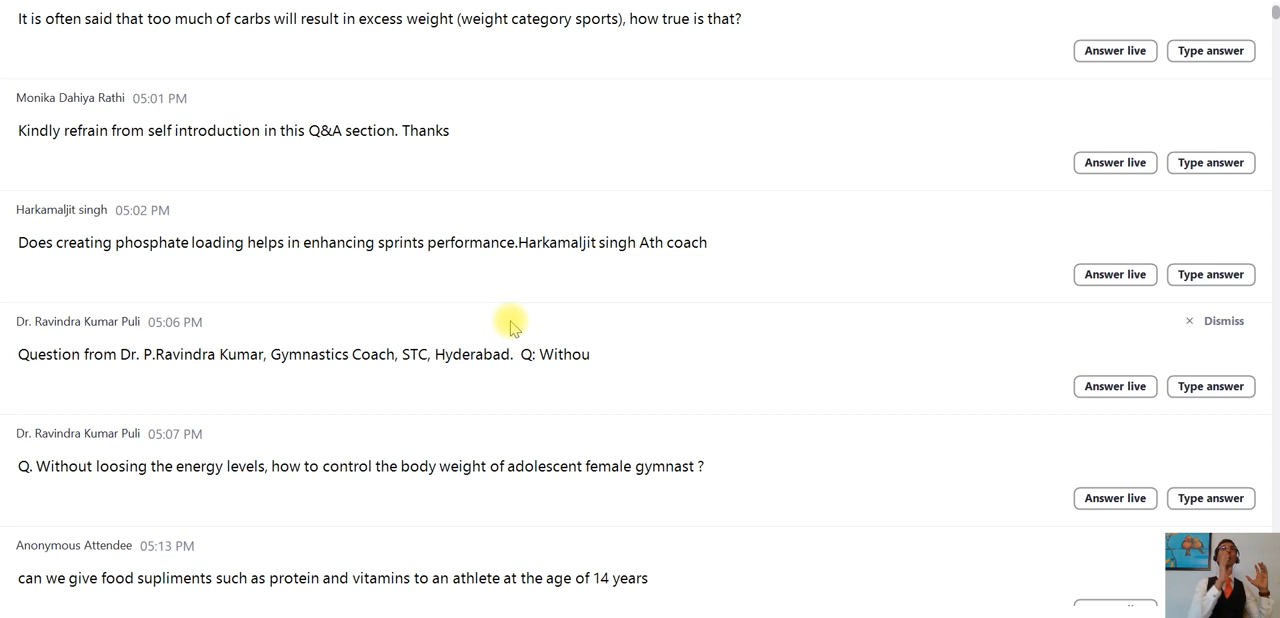 It is often said that too much of carbs will result in excess weight (weight category sports), how true is that?
Answer live Type answer
Monika Dahiya Rathi 05:01 PM
Kindly refrain from self introduction in this Q&A section. Thanks
Answer live Type answer
Harkamaljit singh 05:02 PM
Does creating phosphate loading helps in enhancing sprints performance.Harkamaljit singh Ath coach
Answer live Type answer
Dr. Ravindra Kumar Puli 05:06 PM
× Dismiss
Question from Dr. P.Ravindra Kumar, Gymnastics Coach, STC, Hyderabad. Q: Withou
Answer live Type answer
Dr. Ravindra Kumar Puli 05:07 PM
Q. Without loosing the energy levels, how to control the body weight of adolescent female gymnast ?
Answer live Type answer
Anonymous Attendee 05:13 PM
can we give food supliments such as protein and vitamins to an athlete at the age of 14 years